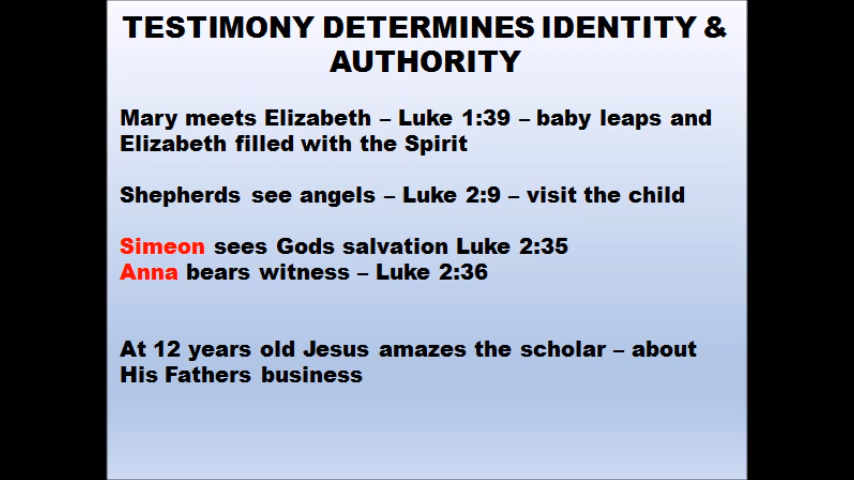 TESTIMONY DETERMINES IDENTITY &
AUTHORITY
Mary meets Elizabeth – Luke 1:39 – baby leaps and
Elizabeth filled with the Spirit
Shepherds see angels – Luke 2:9 – visit the child
Simeon sees Gods salvation Luke 2:35
Anna bears witness – Luke 2:36
At 12 years old Jesus amazes the scholar – about
His Fathers business